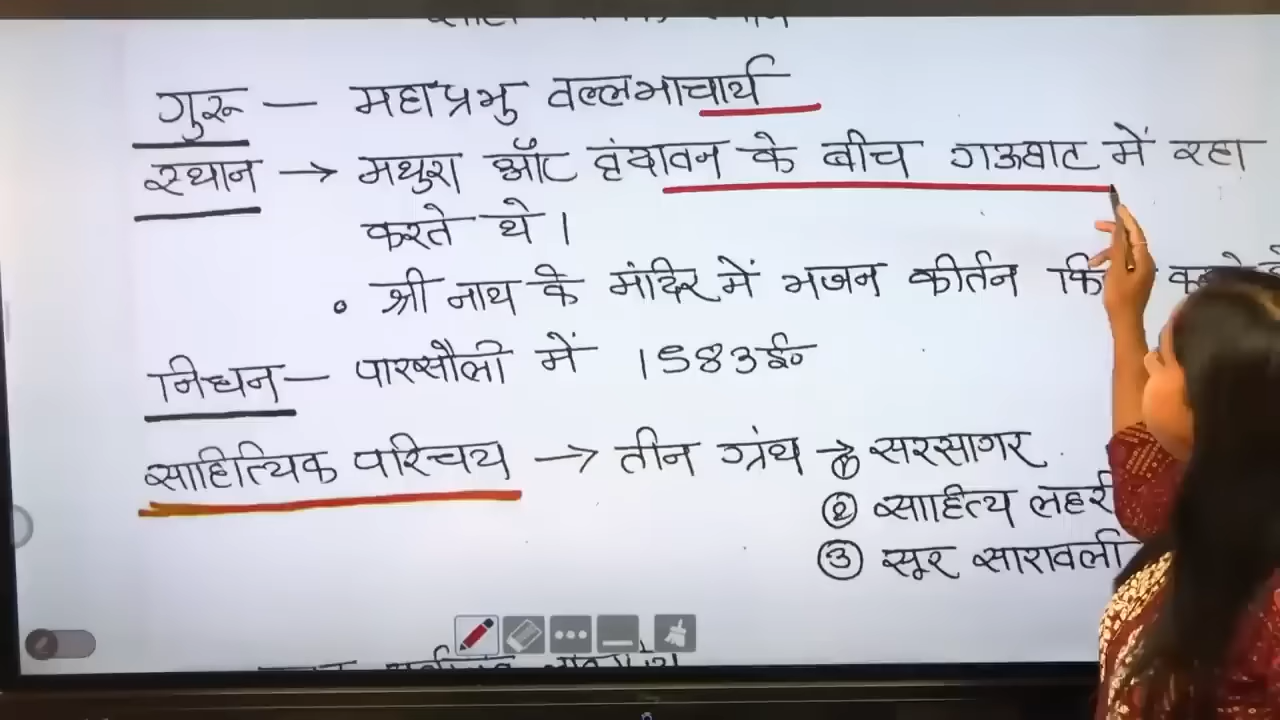 गुरू — महाप्रभु वल्लभाचार्य
स्थान → मथुरा और वृंदावन के बीच गऊघाट में रहा
करते थे।
• श्री नाथ के मंदिर में भजन कीर्तन
निधन — पारसौली में 1583ई०
साहित्यिक परिचय → तीन ग्रंथ → ① सरसागर
② साहित्य लहरी
③ सूर सारावली